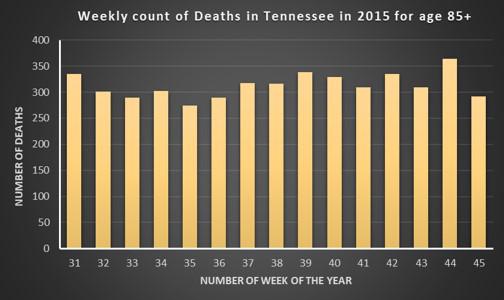 Weekly count of Deaths in Tennessee in 2015 for age 85+
400
350
300
250
200
150
100
50
0
NUMBER OF DEATHS
31 32 33 34 35 36 37 38 39 40 41 42 43 44 45
NUMBER OF WEEK OF THE YEAR